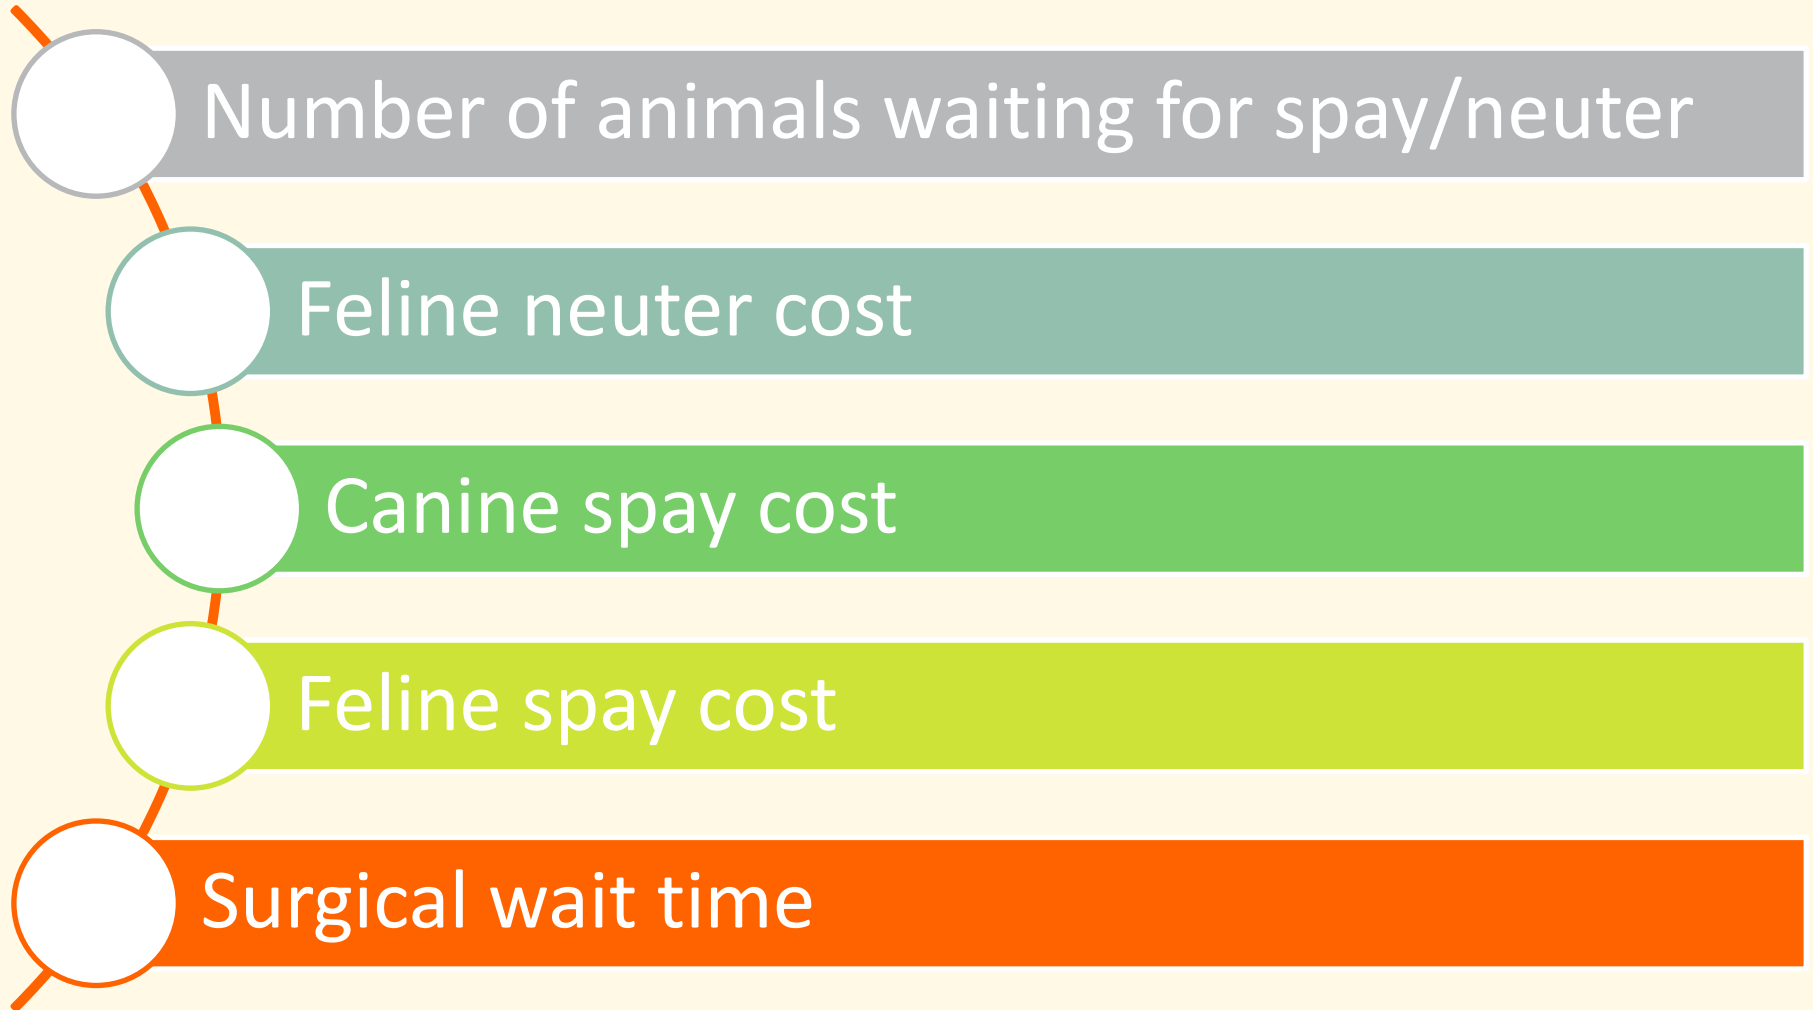 Number of animals waiting for spay/neuter
Feline neuter cost
Canine spay cost
Feline spay cost
Surgical wait time